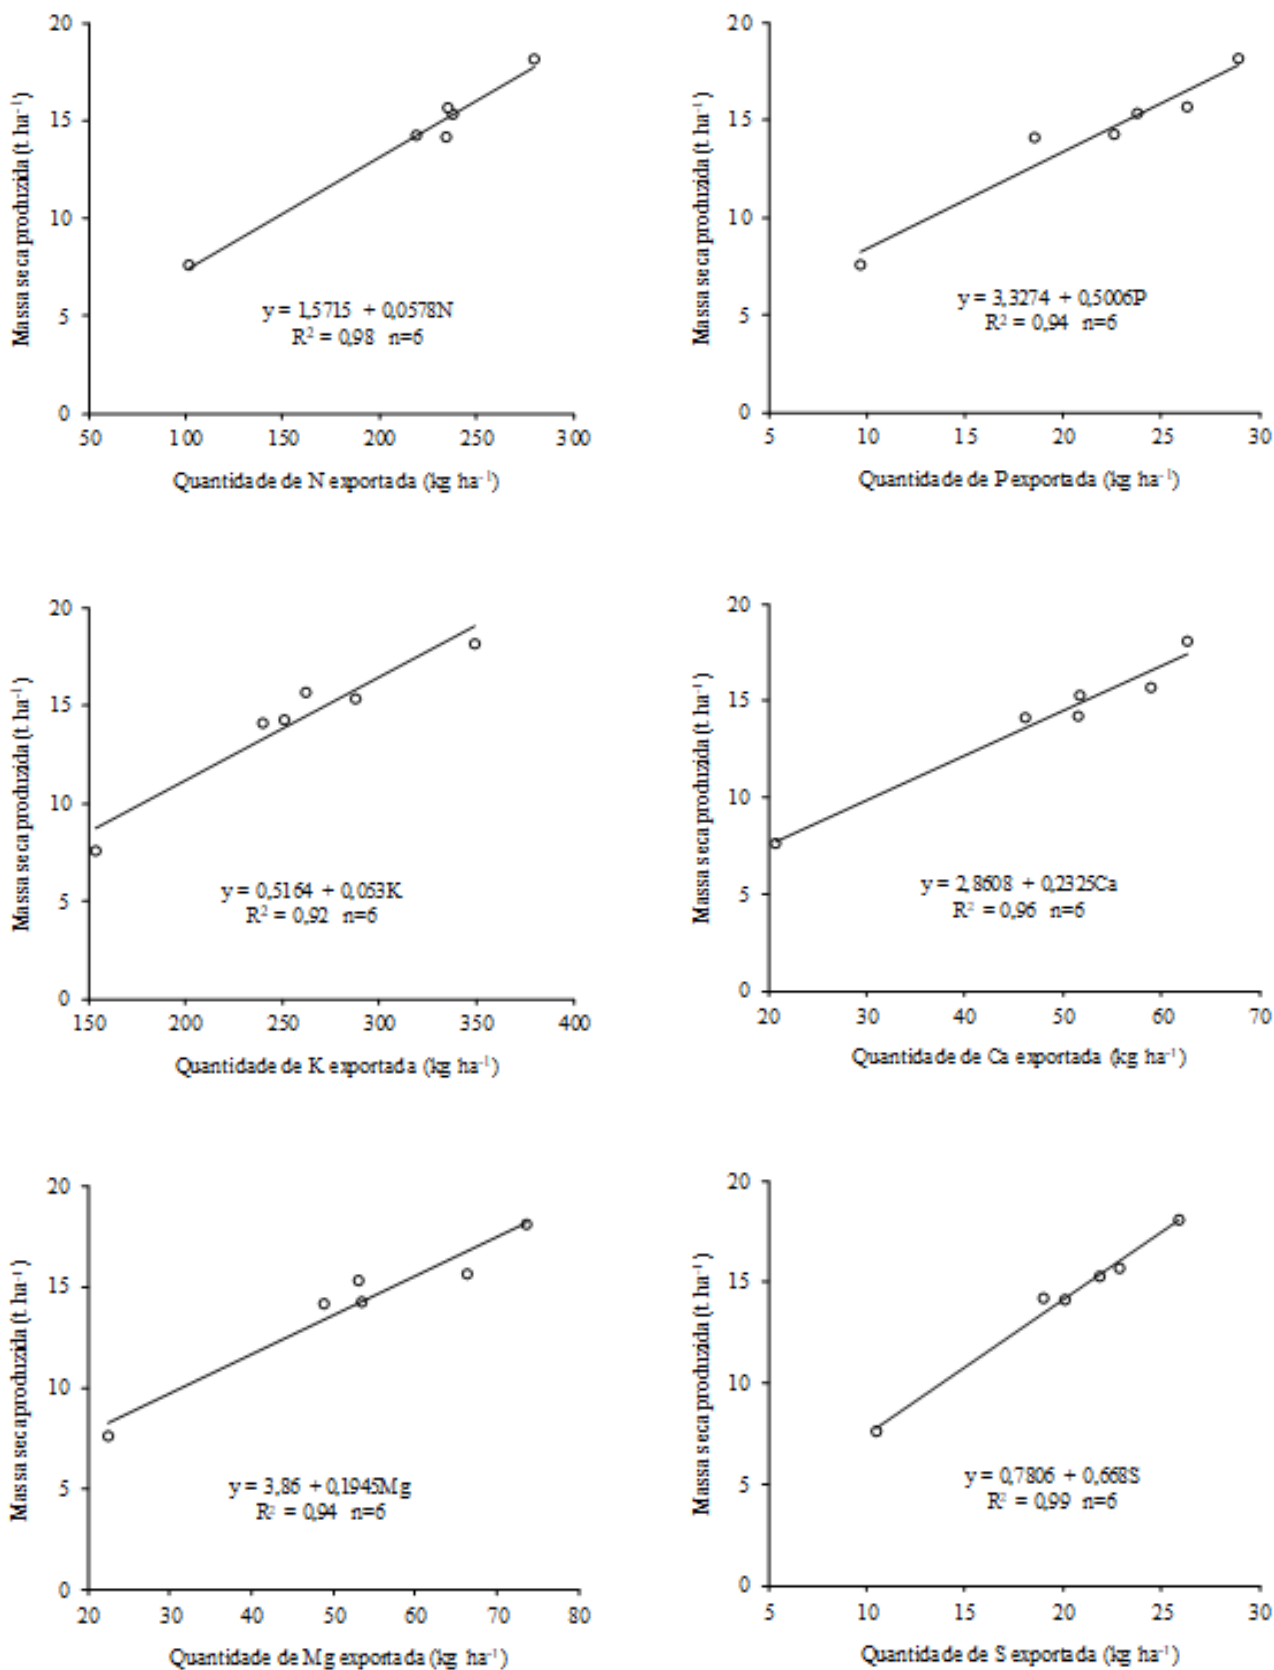 Massa seca produzida (t ha⁻¹)
20
15
10
5
0
y = 1,5715 + 0,0578N
R² = 0,98 n=6
50 100 150 200 250 300
Quantidade de N exportada (kg ha⁻¹)
Massa seca produzida (t ha⁻¹)
20
15
10
5
0
y = 3,3274 + 0,5006P
R² = 0,94 n=6
5 10 15 20 25 30
Quantidade de P exportada (kg ha⁻¹)
Massa seca produzida (t ha⁻¹)
20
15
10
5
0
y = 0,5164 + 0,053K
R² = 0,92 n=6
150 200 250 300 350 400
Quantidade de K exportada (kg ha⁻¹)
Massa seca produzida (t ha⁻¹)
20
15
10
5
0
y = 2,8608 + 0,2325Ca
R² = 0,96 n=6
20 30 40 50 60 70
Quantidade de Ca exportada (kg ha⁻¹)
Massa seca produzida (t ha⁻¹)
20
15
10
5
0
y = 3,86 + 0,1945Mg
R² = 0,94 n=6
20 30 40 50 60 70 80
Quantidade de Mg exportada (kg ha⁻¹)
Massa seca produzida (t ha⁻¹)
20
15
10
5
0
y = 0,7806 + 0,668S
R² = 0,99 n=6
5 10 15 20 25 30
Quantidade de S exportada (kg ha⁻¹)